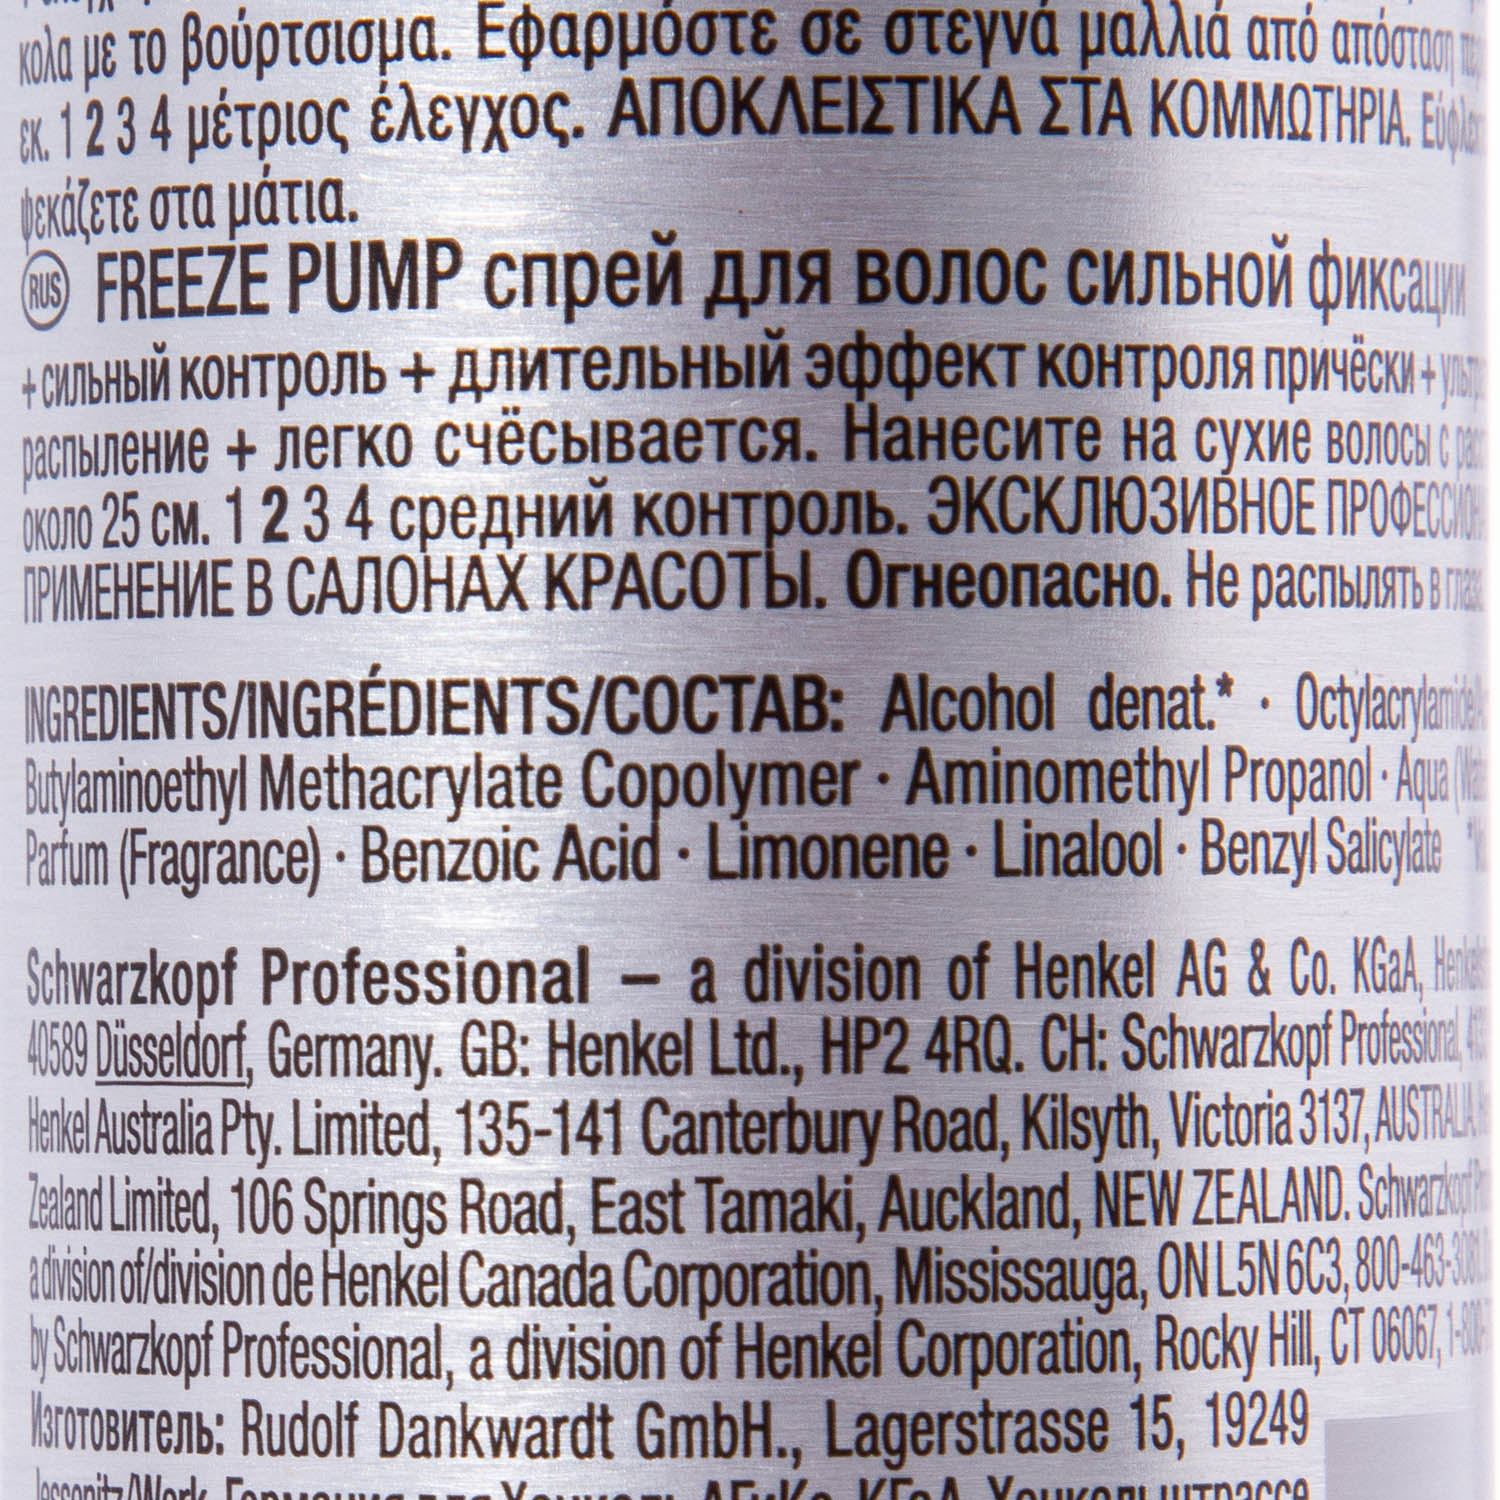 κολα με το βούρτσισμα. Εφαρμόστε σε στεγνά μαλλιά από απόσταση
εκ. 1 2 3 4 μέτριος έλεγχος. ΑΠΟΚΛΕΙΣΤΙΚΑ ΣΤΑ ΚΟΜΜΩΤΗΡΙΑ.
ψεκάζετε στα μάτια.
RUS FREEZE PUMP спрей для волос сильной фиксации
+ сильный контроль + длительный эффект контроля причёски +
распыление + легко счёсывается. Нанесите на сухие волосы с
около 25 см. 1 2 3 4 средний контроль. ЭКСКЛЮЗИВНОЕ
ПРИМЕНЕНИЕ В САЛОНАХ КРАСОТЫ. Огнеопасно. Не распылять в глаза.
INGREDIENTS/INGRÉDIENTS/СОСТАВ: Alcohol denat.* · Octylacrylamide/
Butylaminoethyl Methacrylate Copolymer · Aminomethyl Propanol · Aqua
Parfum (Fragrance) · Benzoic Acid · Limonene · Linalool · Benzyl Salicylate
Schwarzkopf Professional – a division of Henkel AG & Co. KGaA,
40589 Düsseldorf, Germany. GB: Henkel Ltd., HP2 4RQ. CH: Schwarzkopf Professional,
Henkel Australia Pty. Limited, 135-141 Canterbury Road, Kilsyth, Victoria 3137, AUSTRALIA.
Zealand Limited, 106 Springs Road, East Tamaki, Auckland, NEW ZEALAND. Schwarzkopf
a division of/division de Henkel Canada Corporation, Mississauga, ON L5N 6C3,
by Schwarzkopf Professional, a division of Henkel Corporation, Rocky Hill, CT 06067,
Изготовитель: Rudolf Dankwardt GmbH., Lagerstrasse 15, 19249